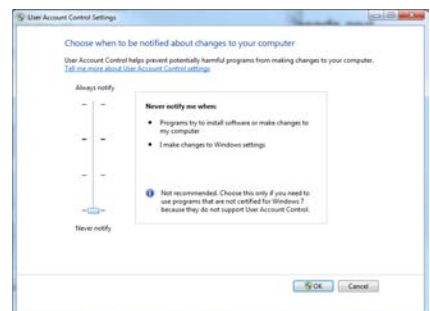 User Account Control Settings
Choose when to be notified about changes to your computer
User Account Control helps prevent potentially harmful programs from making changes to your computer.
Tell me more about User Account Control settings
Always notify
Never notify me when:
• Programs try to install software or make changes to
my computer
• I make changes to Windows settings
Not recommended. Choose this only if you need to
use programs that are not certified for Windows 7
because they do not support User Account Control.
Never notify
OK
Cancel